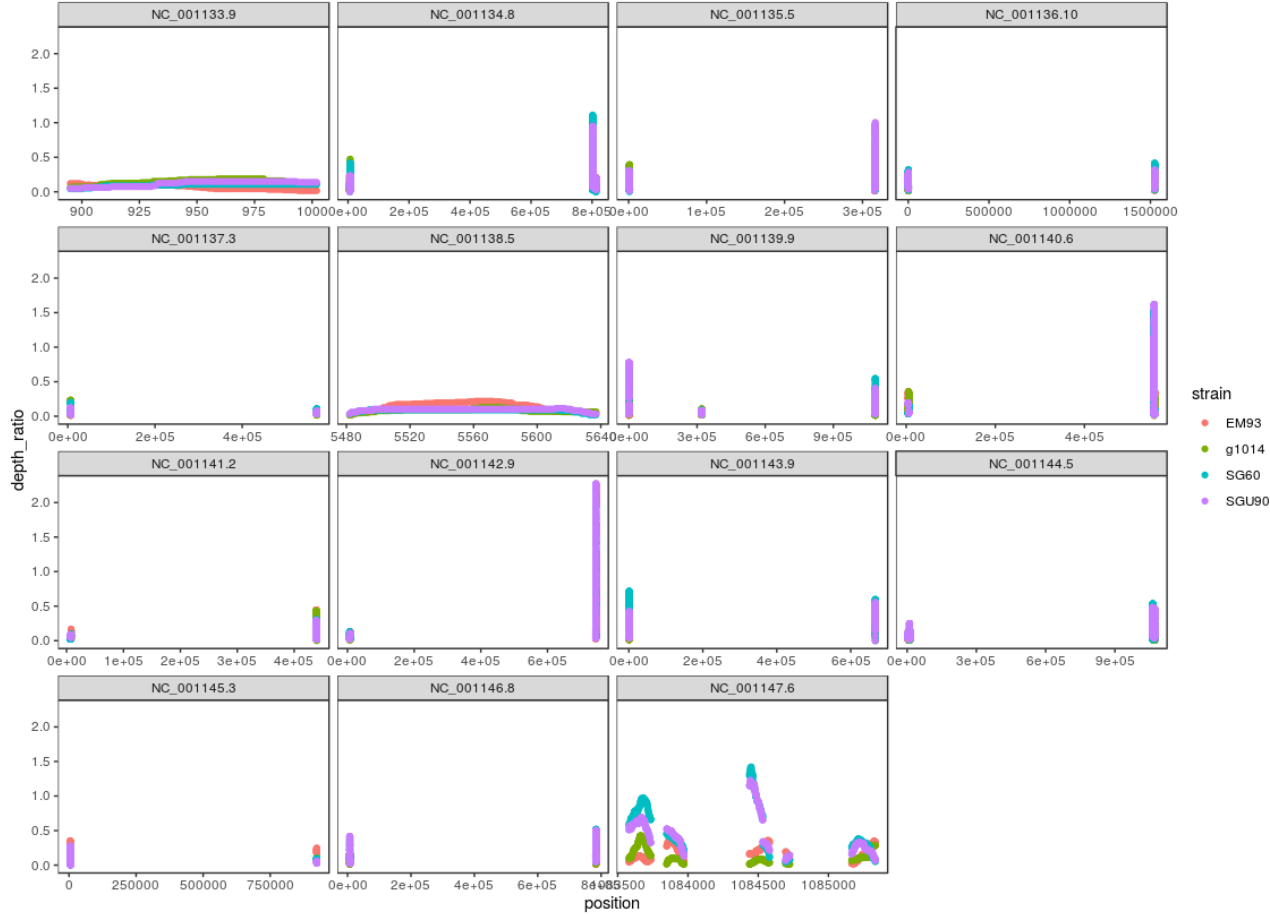 NC_001133.9 NC_001134.8 NC_001135.5 NC_001136.10
2.0
1.5
1.0
0.5
0.0
900 925 950 975 1000 0e+00 2e+05 4e+05 6e+05 8e+05 0e+00 1e+05 2e+05 3e+05 0 500000 1000000 1500000
NC_001137.3 NC_001138.5 NC_001139.9 NC_001140.6
2.0
1.5
1.0
0.5
0.0
0e+00 2e+05 4e+05 5480 5520 5560 5600 5640 0e+00 3e+05 6e+05 9e+05 0e+00 2e+05 4e+05
NC_001141.2 NC_001142.9 NC_001143.9 NC_001144.5
2.0
1.5
1.0
0.5
0.0
0e+00 1e+05 2e+05 3e+05 4e+05 0e+00 2e+05 4e+05 6e+05 0e+00 2e+05 4e+05 6e+05 0e+00 3e+05 6e+05 9e+05
NC_001145.3 NC_001146.8 NC_001147.6
2.0
1.5
1.0
0.5
0.0
0 250000 500000 750000 0e+00 2e+05 4e+05 6e+05 8e+05 1083500 1084000 1084500 1085000
depth_ratio
position
strain
EM93
g1014
SG60
SGU90